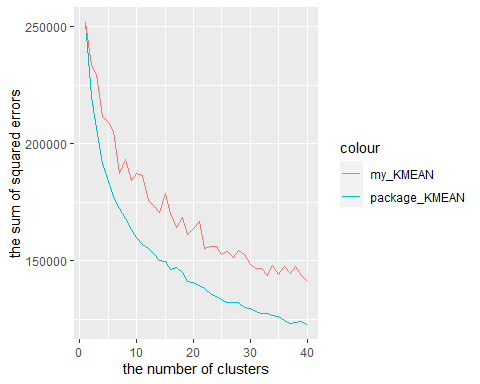 250000
200000
150000
0
10
20
30
40
the number of clusters
the sum of squared errors
colour
my_KMEAN
package_KMEAN